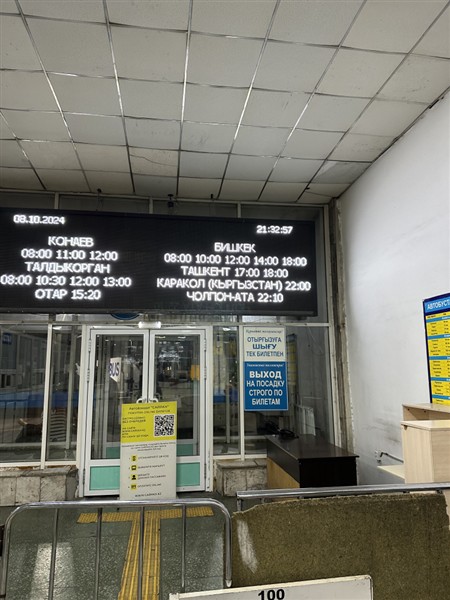 08.10.2024
21:32:57
КОНАЕВ
08:00 11:00 12:00
ТАЛДЫКОРГАН
08:00 10:30 12:00 13:00
ОТАР 15:20
БИШКЕК
08:00 10:00 12:00 14:00 18:00
ТАШКЕНТ 17:00 18:00
КАРАКОЛ (КЫРГЫЗСТАН) 22:00
ЧОЛПОН-АТА 22:10
ОТЫРҒЫЗУҒА
ШЫҒУ
ТЕК БИЛЕТПЕН
ВЫХОД
НА ПОСАДКУ
СТРОГО ПО
БИЛЕТАМ
АВТОБУС
BUS
100